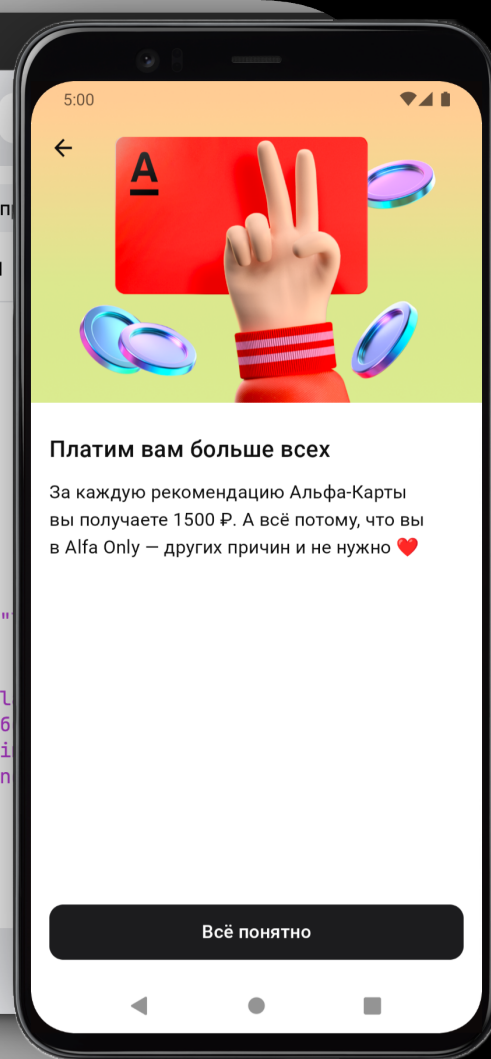 5:00
A
Платим вам больше всех
За каждую рекомендацию Альфа-Карты
вы получаете 1500 ₽. А всё потому, что вы
в Alfa Only — других причин и не нужно ❤️
Всё понятно